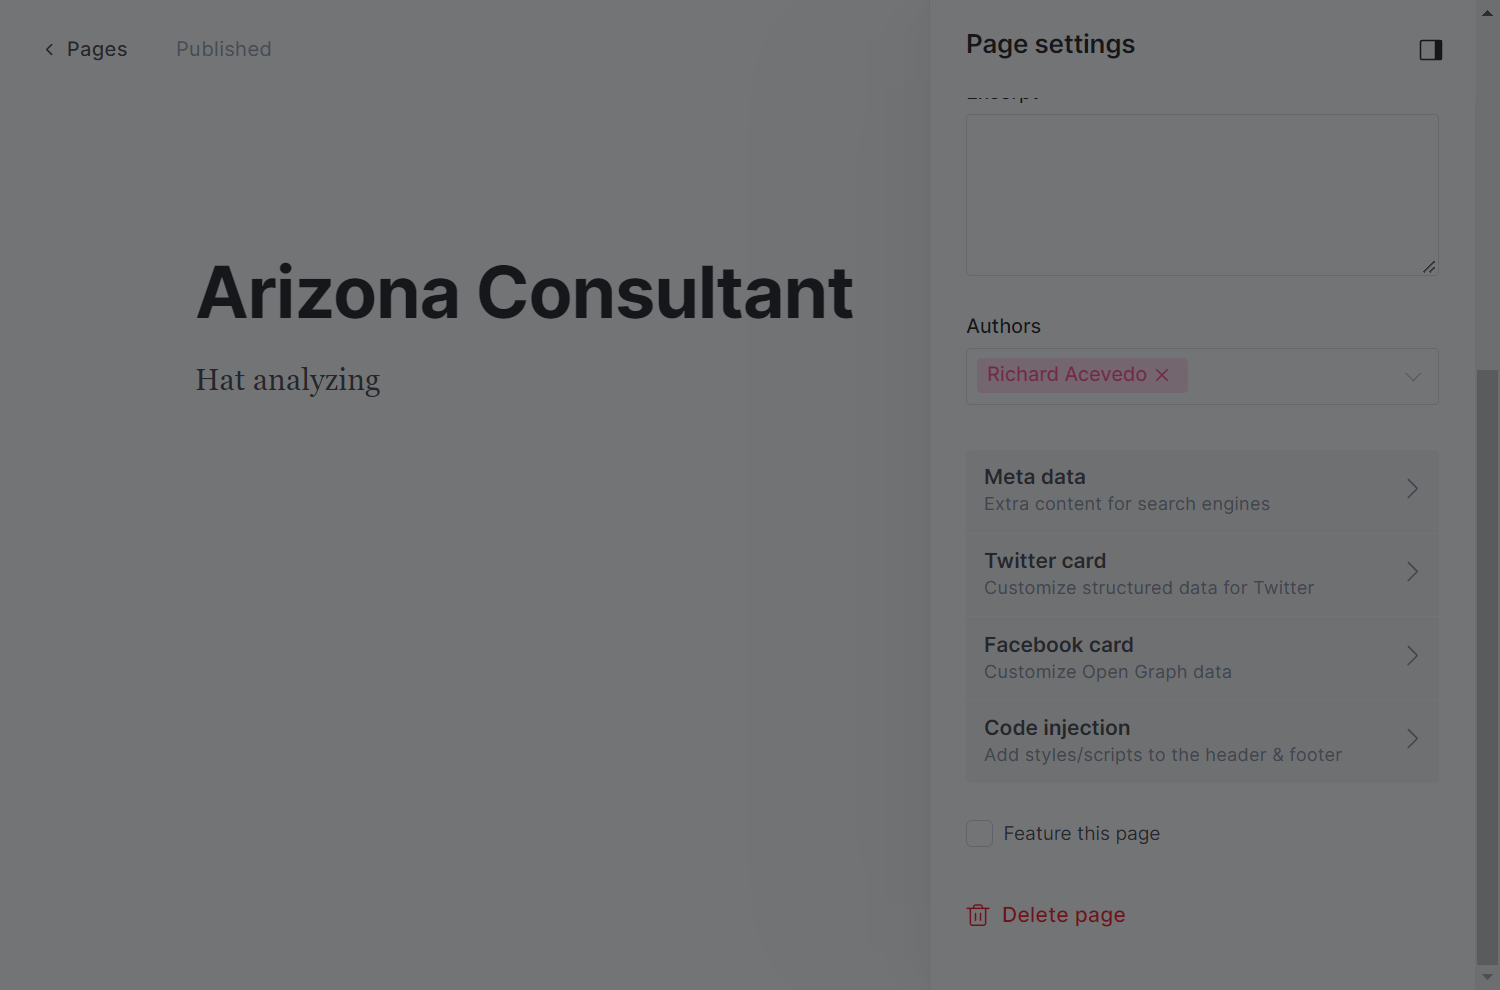 Pages
Published
Page settings
Arizona Consultant
Hat analyzing
Authors
Richard Acevedo
Meta data
Extra content for search engines
Twitter card
Customize structured data for Twitter
Facebook card
Customize Open Graph data
Code injection
Add styles/scripts to the header & footer
Feature this page
Delete page